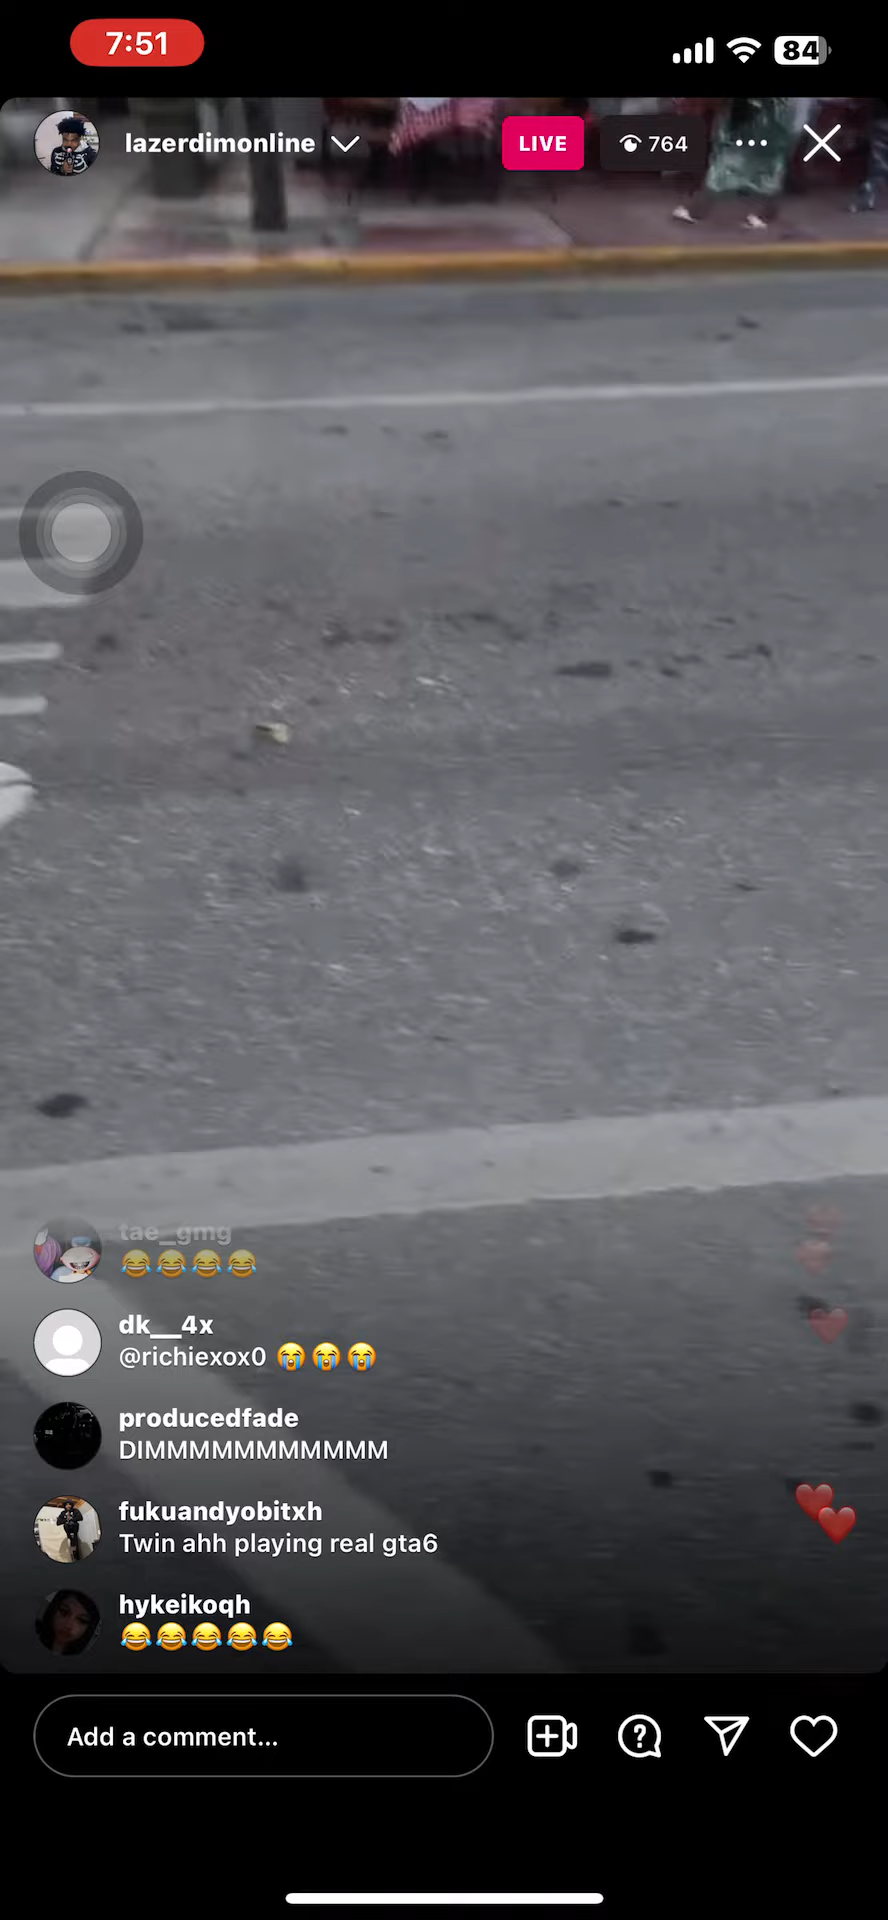 7:51
84
lazerdimonline
LIVE
764
tae_gmg
😂😂😂😂
dk__4x
@richiexox0 😭😭😭
producedfade
DIMMMMMMMMMMM
fukuandyobitxh
Twin ahh playing real gta6
hykeikoqh
😂😂😂😂😂
Add a comment...